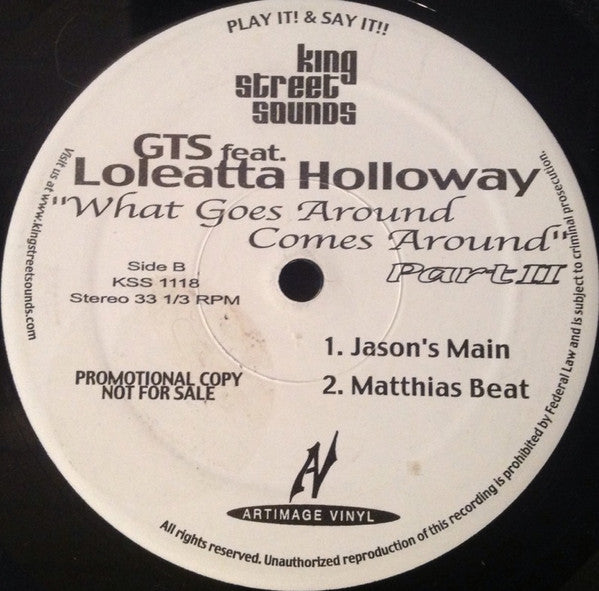 PLAY IT! & SAY IT!!
king
street
sounds
GTS feat.
Loleatta Holloway
"What Goes Around
Comes Around"
Part II
Side B
KSS 1118
Stereo 33 1/3 RPM
1. Jason's Main
2. Matthias Beat
PROMOTIONAL COPY
NOT FOR SALE
AV
ARTIMAGE VINYL
Visit us at www.kingstreetsounds.com
All rights reserved. Unauthorized reproduction of this recording is prohibited by Federal Law and is subject to criminal prosecution.